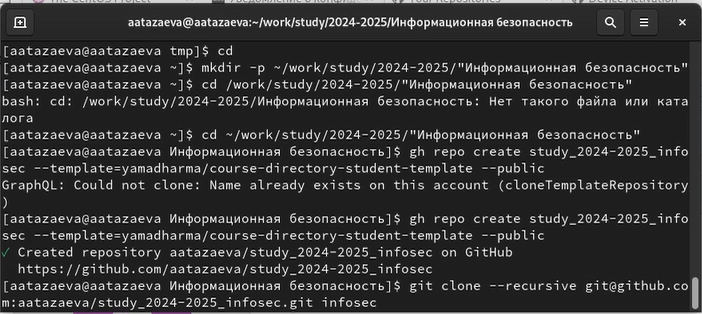 aatazaeva@aatazaeva:~/work/study/2024-2025/Информационная безопасность
[aatazaeva@aatazaeva tmp]$ cd
[aatazaeva@aatazaeva ~]$ mkdir -p ~/work/study/2024-2025/"Информационная безопасность"
[aatazaeva@aatazaeva ~]$ cd /work/study/2024-2025/"Информационная безопасность"
bash: cd: /work/study/2024-2025/Информационная безопасность: Нет такого файла или ката
лога
[aatazaeva@aatazaeva ~]$ cd ~/work/study/2024-2025/"Информационная безопасность"
[aatazaeva@aatazaeva Информационная безопасность]$ gh repo create study_2024-2025_info
sec --template=yamadharma/course-directory-student-template --public
GraphQL: Could not clone: Name already exists on this account (cloneTemplateRepository
)
[aatazaeva@aatazaeva Информационная безопасность]$ gh repo create study_2024-2025_info
sec --template=yamadharma/course-directory-student-template --public
✓ Created repository aatazaeva/study_2024-2025_infosec on GitHub
https://github.com/aatazaeva/study_2024-2025_infosec
[aatazaeva@aatazaeva Информационная безопасность]$ git clone --recursive git@github.co
m:aatazaeva/study_2024-2025_infosec.git infosec